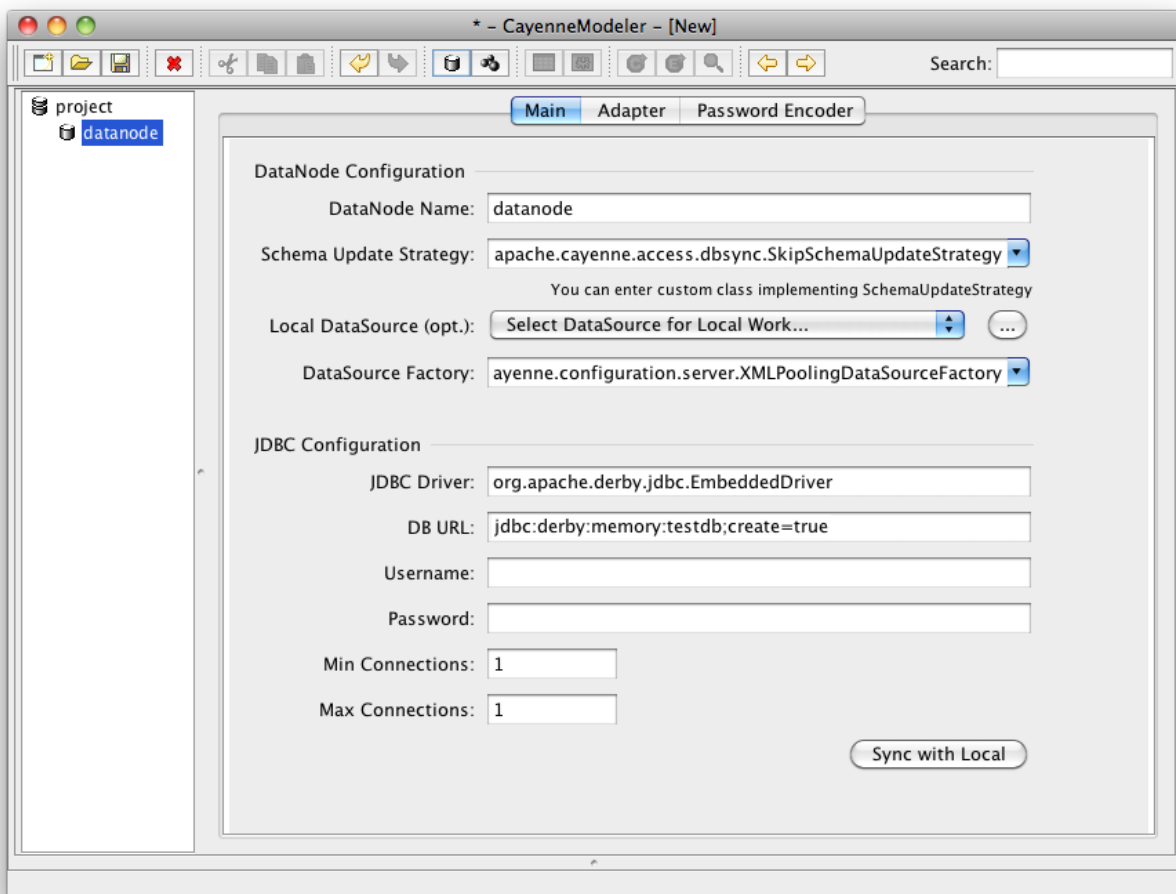 * – CayenneModeler – [New]
Search:
project
datanode
Main Adapter Password Encoder
DataNode Configuration
DataNode Name: datanode
Schema Update Strategy: apache.cayenne.access.dbsync.SkipSchemaUpdateStrategy
You can enter custom class implementing SchemaUpdateStrategy
Local DataSource (opt.): Select DataSource for Local Work... ...
DataSource Factory: ayenne.configuration.server.XMLPoolingDataSourceFactory
JDBC Configuration
JDBC Driver: org.apache.derby.jdbc.EmbeddedDriver
DB URL: jdbc:derby:memory:testdb;create=true
Username:
Password:
Min Connections: 1
Max Connections: 1
Sync with Local